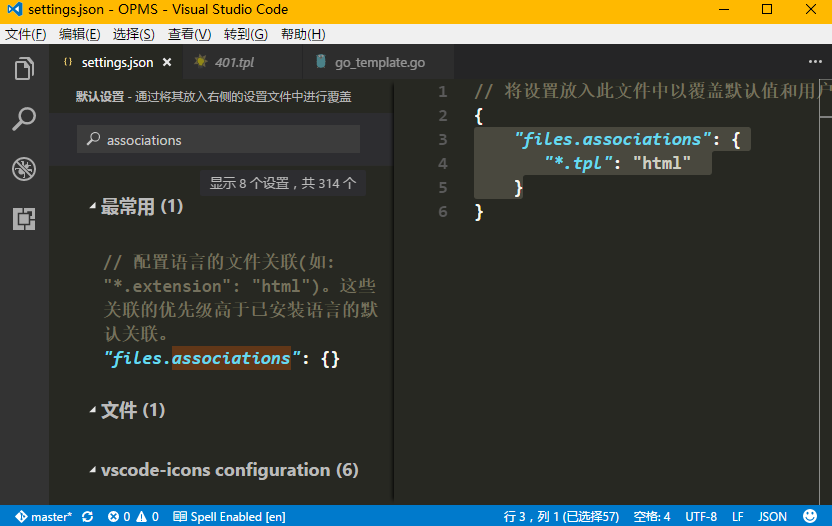 settings.json - OPMS - Visual Studio Code
文件(F) 编辑(E) 选择(S) 查看(V) 转到(G) 帮助(H)
{} settings.json × 401.tpl go_template.go ···
默认设置 - 通过将其放入右侧的设置文件中进行覆盖
associations
显示 8 个设置，共 314 个
最常用 (1)
// 配置语言的文件关联(如:
"*.extension": "html")。这些
关联的优先级高于已安装语言的默
认关联。
"files.associations": {}
文件 (1)
vscode-icons configuration (6)
1 // 将设置放入此文件中以覆盖默认值和用户
2 {
3 "files.associations": {
4 "*.tpl": "html"
5 }
6 }
master* 0 0 Spell Enabled [en] 行 3，列 1 (已选择57) 空格: 4 UTF-8 LF JSON